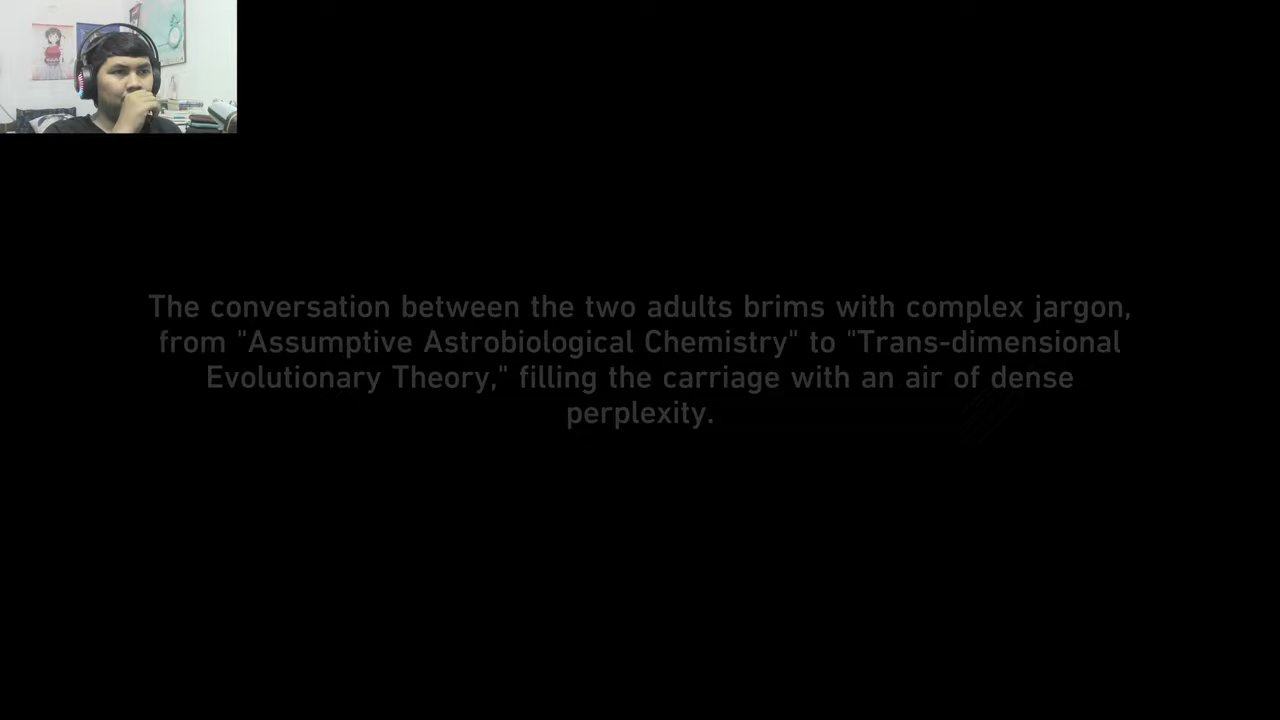 The conversation between the two adults brims with complex jargon,
from "Assumptive Astrobiological Chemistry" to "Trans-dimensional
Evolutionary Theory," filling the carriage with an air of dense
perplexity.